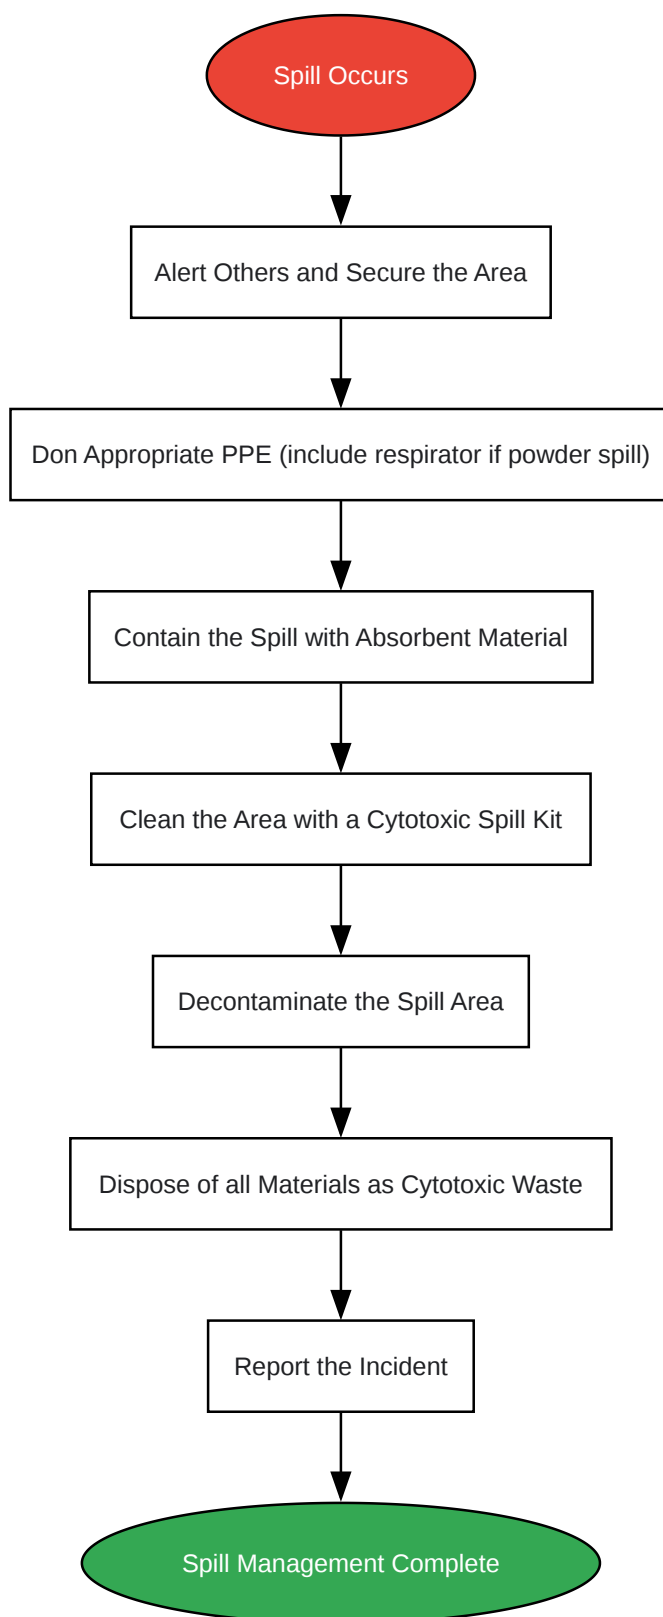 Spill Occurs
Alert Others and Secure the Area
Don Appropriate PPE (include respirator if powder spill)
Contain the Spill with Absorbent Material
Clean the Area with a Cytotoxic Spill Kit
Decontaminate the Spill Area
Dispose of all Materials as Cytotoxic Waste
Report the Incident
Spill Management Complete